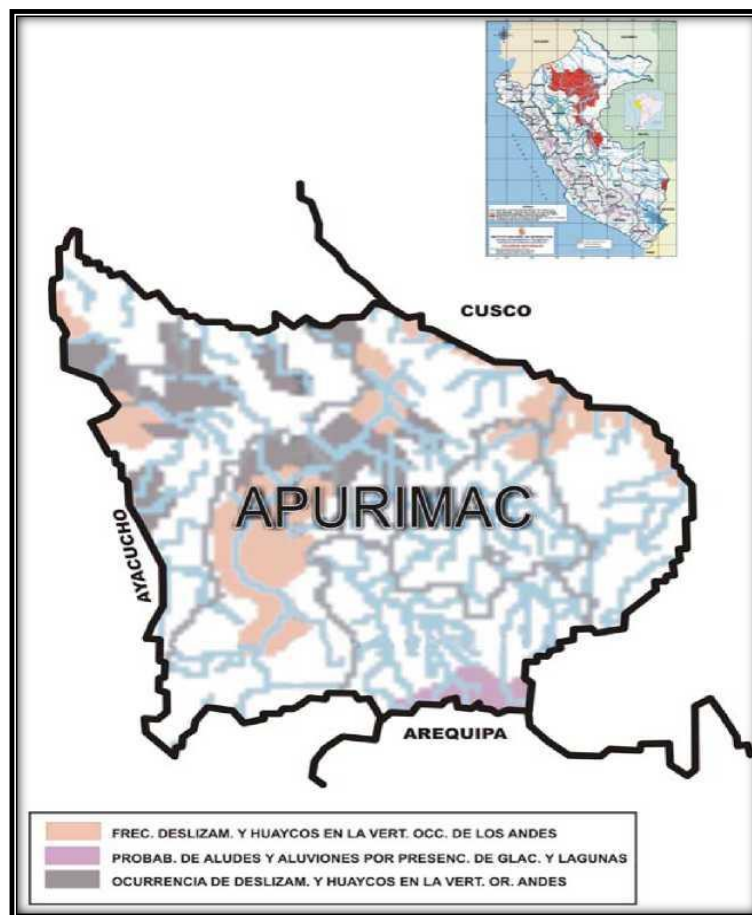 CUSCO
APURIMAC
AYACUCHO
AREQUIPA
FREC. DESLIZAM. Y HUAYCOS EN LA VERT. OCC. DE LOS ANDES
PROBAB. DE ALUDES Y ALUVIONES POR PRESENC. DE GLAC. Y LAGUNAS
OCURRENCIA DE DESLIZAM. Y HUAYCOS EN LA VERT. OR. ANDES